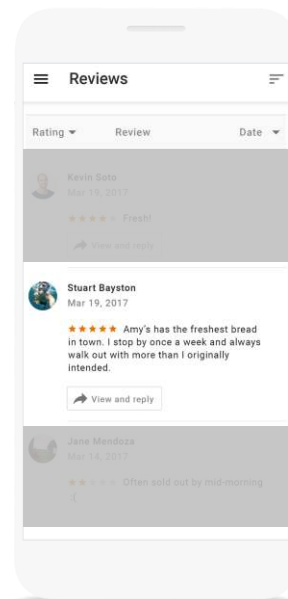 Reviews
Rating Review Date
Kevin Soto
Mar 19, 2017
Fresh!
View and reply
Stuart Bayston
Mar 19, 2017
Amy's has the freshest bread
in town. I stop by once a week and always
walk out with more than I originally
intended.
View and reply
Jane Mendoza
Mar 14, 2017
Often sold out by mid-morning
:(